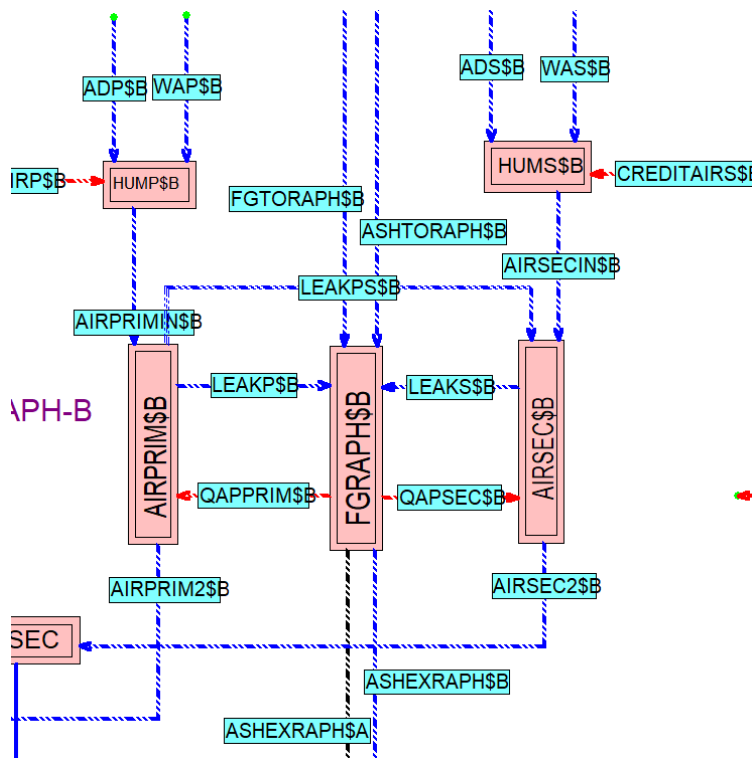 ADS$B
WAS$B
ADP$B
WAP$B
HUMS$B
CREDITAIRS$B
IRP$B
HUMP$B
FGTORAPH$B
ASHTORAPH$B
AIRSECIN$B
LEAKPS$B
AIRPRIMIN$B
LEAKP$B
LEAKS$B
APH-B
AIRPRIM$B
FGRAPH$B
AIRSEC$B
QAPPRIM$B
QAPSEC$B
AIRPRIM2$B
AIRSEC2$B
SEC
ASHEXRAPH$B
ASHEXRAPH$A